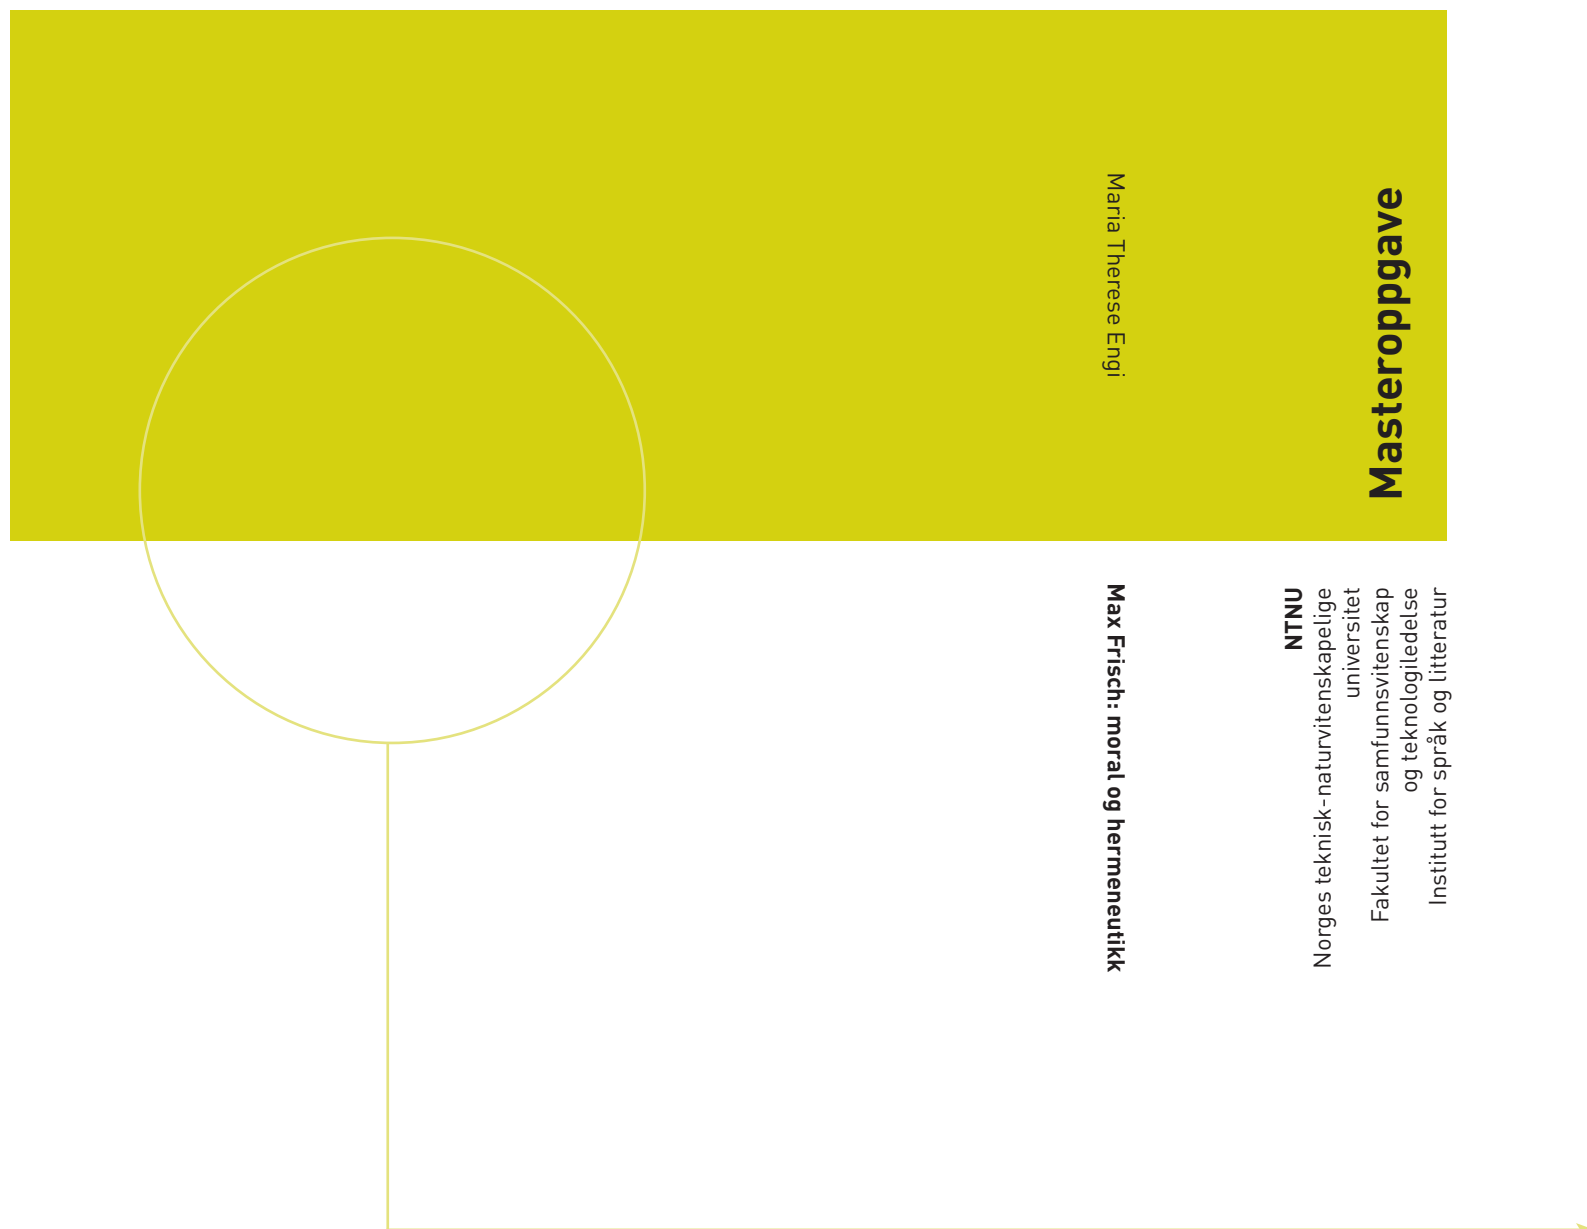 Masteroppgave
NTNU
Norges teknisk-naturvitenskapelige
universitet
Fakultet for samfunnsvitenskap
og teknologiledelse
Institutt for språk og litteratur
Maria Therese Engi
Max Frisch: moral og hermeneutikk